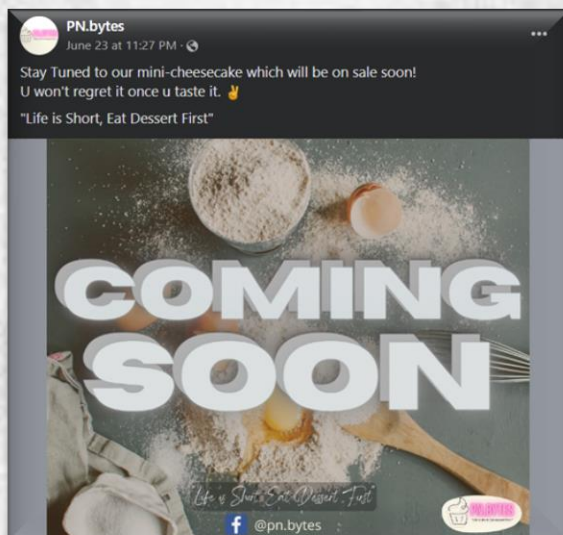 PN.bytes
June 23 at 11:27 PM ·
Stay Tuned to our mini-cheesecake which will be on sale soon!
U won't regret it once u taste it. ✌
"Life is Short, Eat Dessert First"
COMING
SOON
"Life is Short, Eat Dessert First"
@pn.bytes
PN.BYTES